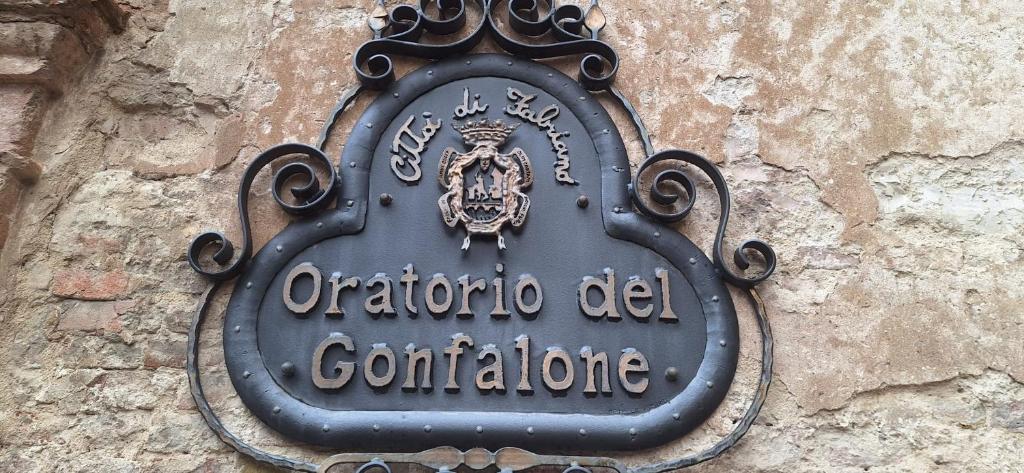 Città di Fabriano
Oratorio del
Gonfalone